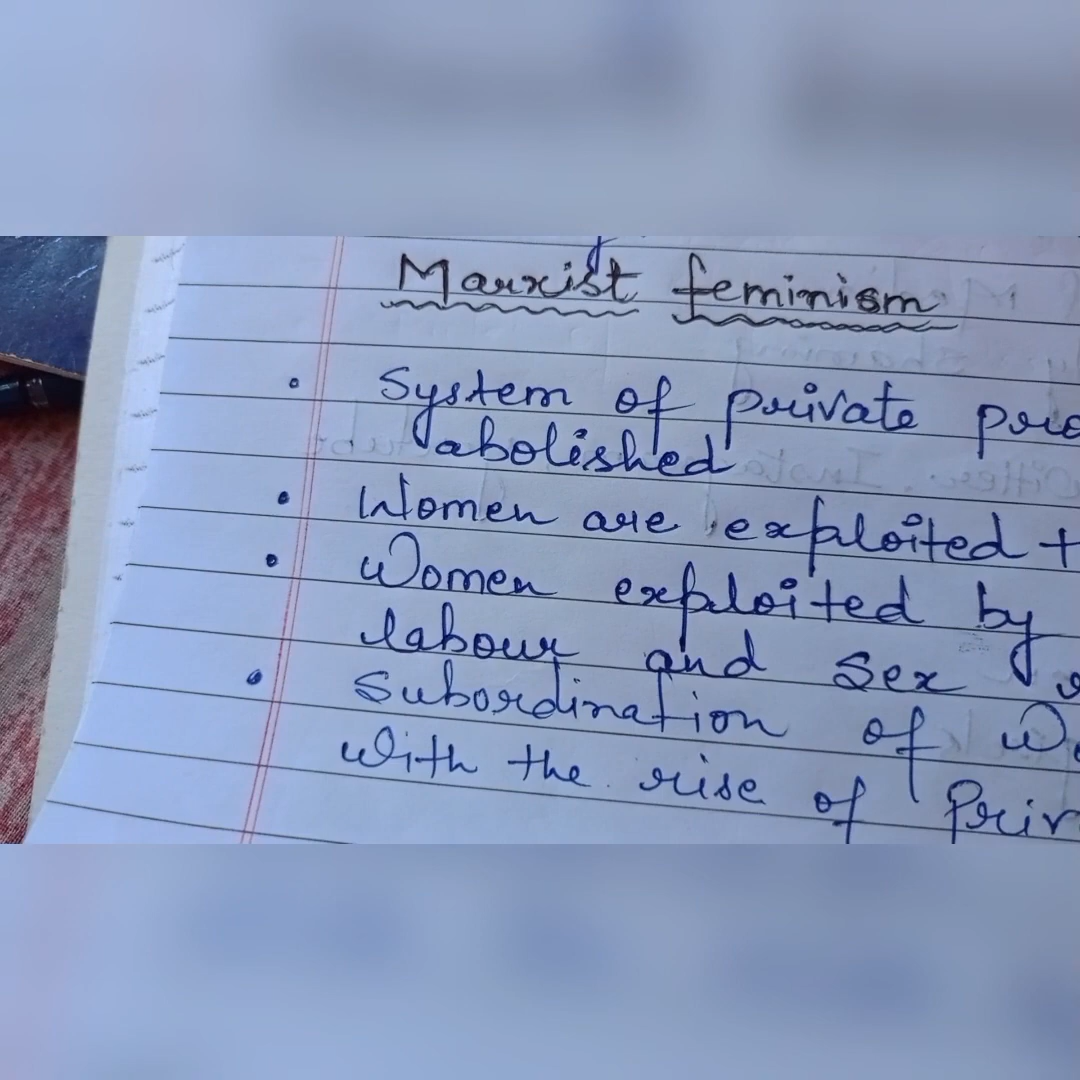 Marxist feminism
• System of private
abolished
• Women are exploited
• Women exploited by
labour and sex
• Subordination of
with the rise of